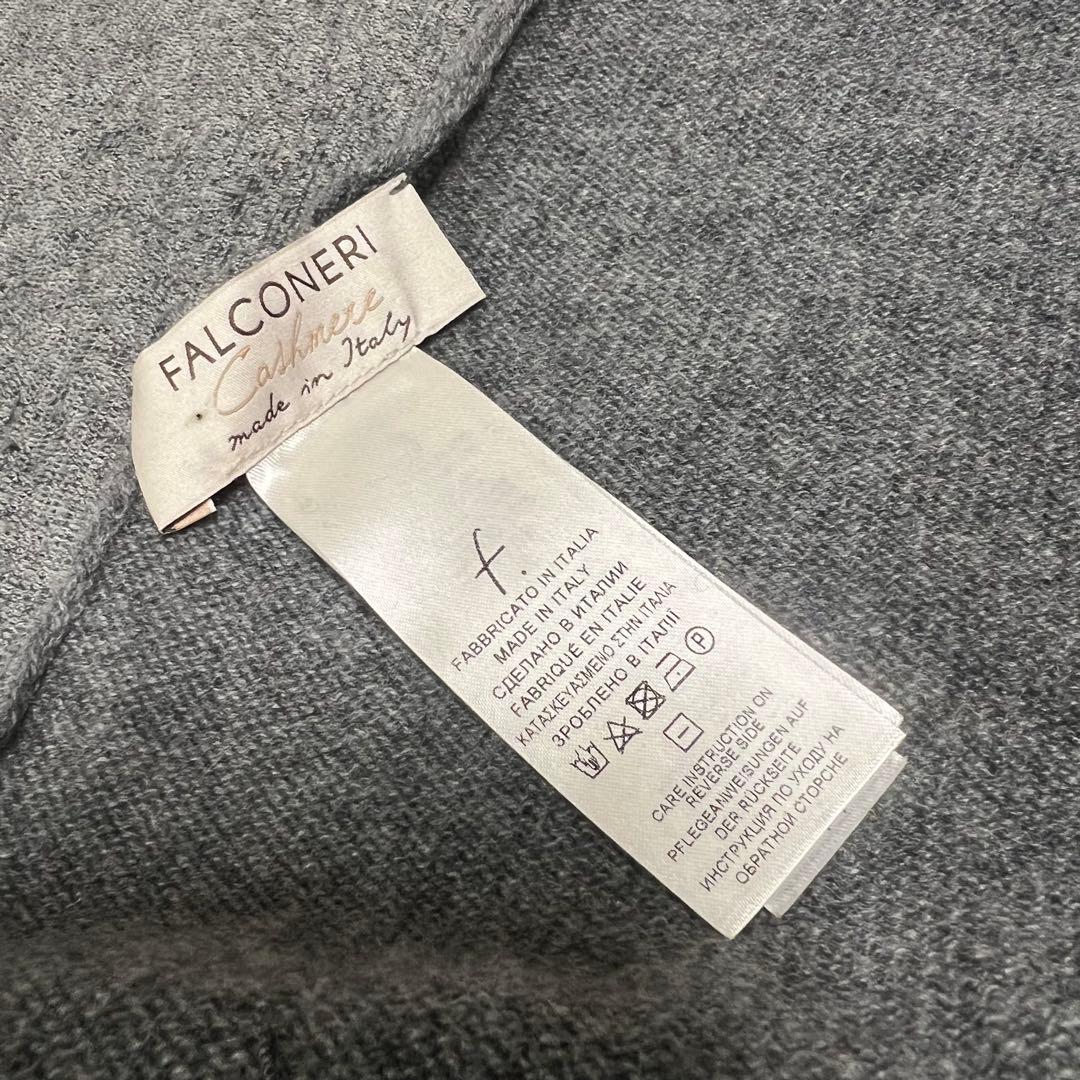 FALCONERI
Cashmere
made in Italy
f.
FABBRICATO IN ITALIA
MADE IN ITALY
СДЕЛАНО В ИТАЛИИ
FABRIQUÉ EN ITALIE
ΚΑΤΑΣΚΕΥΑΣΜΕΝΟ ΣΤΗΝ ΙΤΑΛΙΑ
ЗРОБЛЕНО В ІТАЛІЇ
P
CARE INSTRUCTION ON
REVERSE SIDE
PFLEGEANWEISUNGEN AUF
DER RÜCKSEITE
ИНСТРУКЦИЯ ПО УХОДУ НА
ОБРАТНОЙ СТОРСНЕ